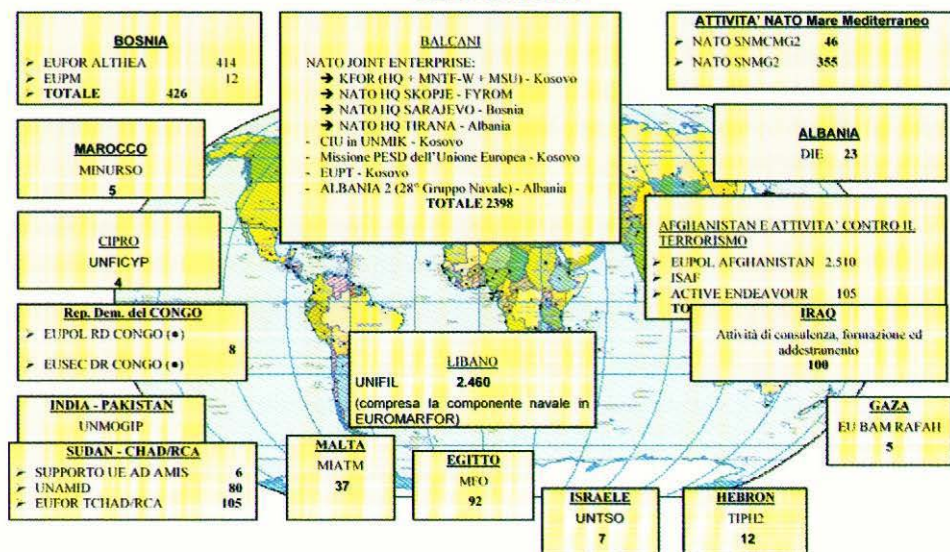 BOSNIA
➤ EUFOR ALTHEA 414
➤ EUPM 12
➤ TOTALE 426
MAROCCO
MINURSO
5
CIPRO
UNFICYP
4
Rep. Dem. del CONGO
➤ EUPOL RD CONGO (●)
8
➤ EUSEC DR CONGO (●)
INDIA - PAKISTAN
UNMOGIP
SUDAN - CHAD/RCA
➤ SUPPORTO UE AD AMIS 6
➤ UNAMID 80
➤ EUFOR TCHAD/RCA 105
BALCANI
NATO JOINT ENTERPRISE:
➔ KFOR (HQ + MNTF-W + MSU) - Kosovo
➔ NATO HQ SKOPJE - FYROM
➔ NATO HQ SARAJEVO - Bosnia
➔ NATO HQ TIRANA - Albania
- CIU in UNMIK - Kosovo
- Missione PESD dell'Unione Europea - Kosovo
- EUPT - Kosovo
- ALBANIA 2 (28° Gruppo Navale) - Albania
TOTALE 2398
LIBANO
UNIFIL 2.460
(compresa la componente navale in
EUROMARFOR)
MALTA
MIATM
37
EGITTO
MFO
92
ISRAELE
UNTSO
7
HEBRON
TIPH2
12
ATTIVITA' NATO Mare Mediterraneo
➤ NATO SNMCMG2 46
➤ NATO SNMG2 355
ALBANIA
DIE 23
AFGHANISTAN E ATTIVITA' CONTRO IL
TERRORISMO
➤ EUPOL AFGHANISTAN 2.510
➤ ISAF
➤ ACTIVE ENDEAVOUR 105
IRAQ
Attività di consulenza, formazione ed
addestramento
100
GAZA
EU BAM RAFAH
5